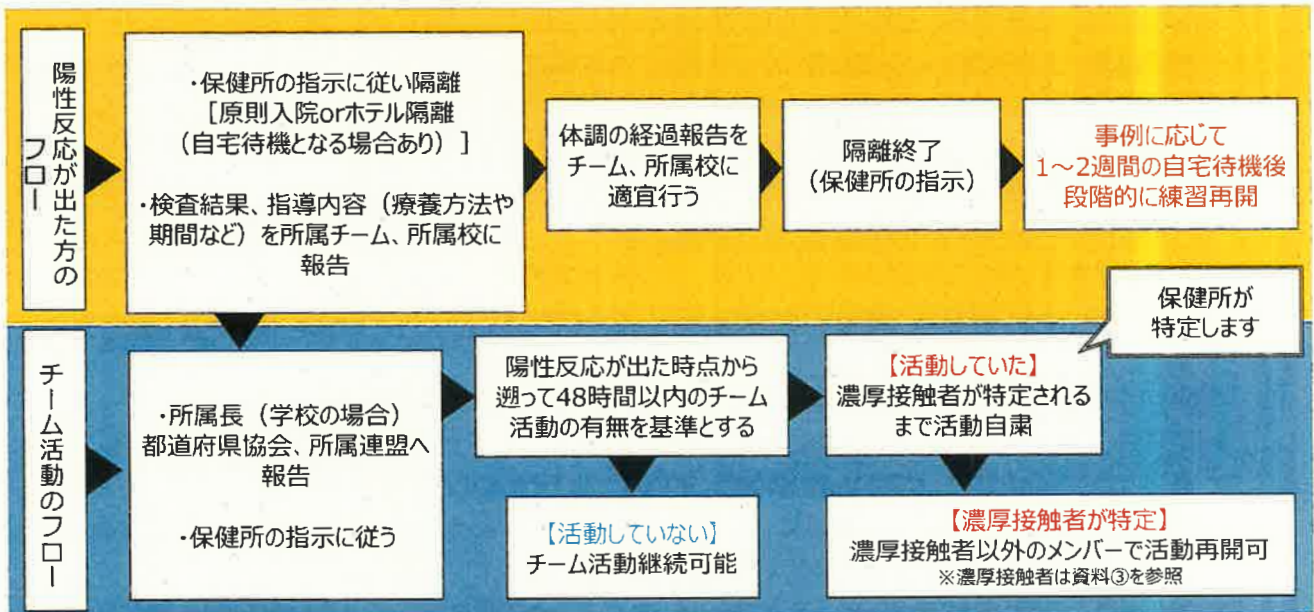 陽性反応が出た方の
フロー
・保健所の指示に従い隔離
［原則入院orホテル隔離
（自宅待機となる場合あり）］
・検査結果、指導内容（療養方法や
期間など）を所属チーム、所属校に
報告
体調の経過報告を
チーム、所属校に
適宜行う
隔離終了
（保健所の指示）
事例に応じて
1～2週間の自宅待機後
段階的に練習再開
保健所が
特定します
チーム活動のフロー
・所属長（学校の場合）
都道府県協会、所属連盟へ
報告
・保健所の指示に従う
陽性反応が出た時点から
遡って48時間以内のチーム
活動の有無を基準とする
【活動していた】
濃厚接触者が特定される
まで活動自粛
【活動していない】
チーム活動継続可能
【濃厚接触者が特定】
濃厚接触者以外のメンバーで活動再開可
※濃厚接触者は資料③を参照